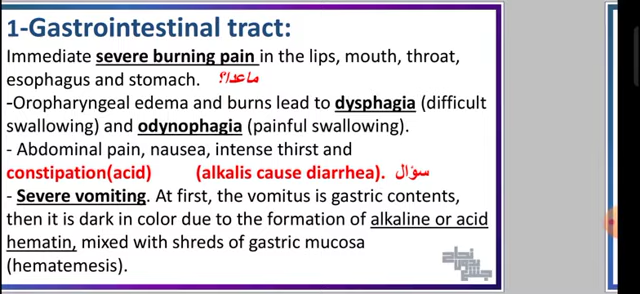 1-Gastrointestinal tract:
Immediate severe burning pain in the lips, mouth, throat,
esophagus and stomach. ماعدا؟
-Oropharyngeal edema and burns lead to dysphagia (difficult
swallowing) and odynophagia (painful swallowing).
- Abdominal pain, nausea, intense thirst and
constipation(acid) (alkalis cause diarrhea). سؤال
- Severe vomiting. At first, the vomitus is gastric contents,
then it is dark in color due to the formation of alkaline or acid
hematin, mixed with shreds of gastric mucosa
(hematemesis).